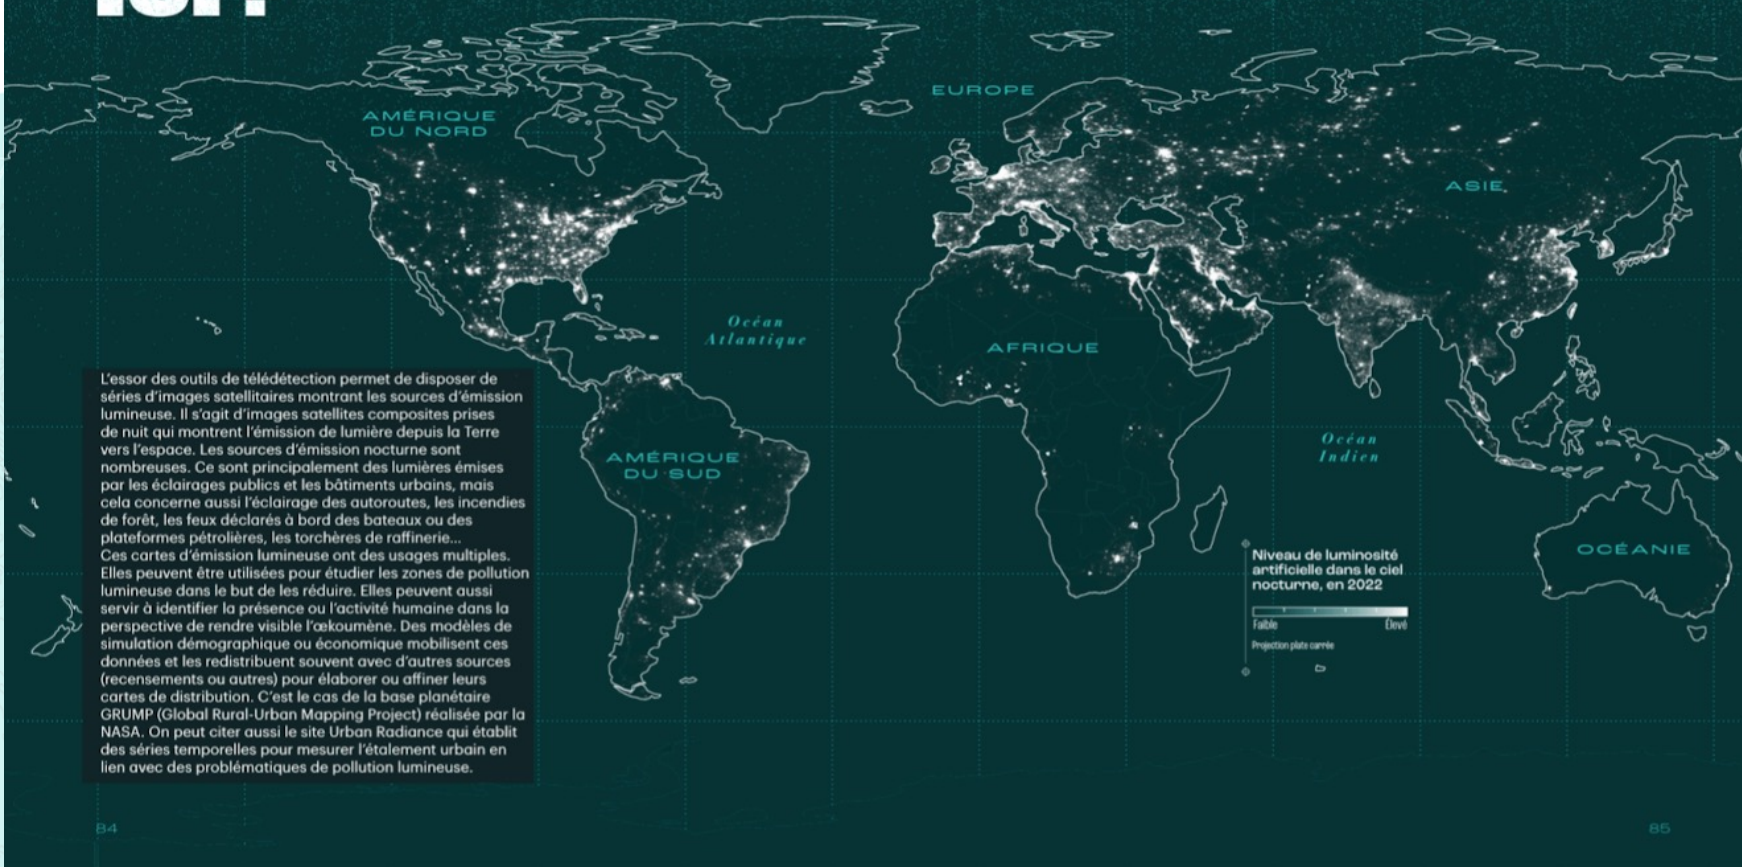 AMÉRIQUE
DU NORD
EUROPE
ASIE
Océan
Atlantique
AFRIQUE
AMÉRIQUE
DU SUD
Océan
Indien
OCÉANIE
L'essor des outils de télédétection permet de disposer de
séries d'images satellitaires montrant les sources d'émission
lumineuse. Il s'agit d'images satellites composites prises
de nuit qui montrent l'émission de lumière depuis la Terre
vers l'espace. Les sources d'émission nocturne sont
nombreuses. Ce sont principalement des lumières émises
par les éclairages publics et les bâtiments urbains, mais
cela concerne aussi l'éclairage des autoroutes, les incendies
de forêt, les feux déclarés à bord des bateaux ou des
plateformes pétrolières, les torchères de raffinerie...
Ces cartes d'émission lumineuse ont des usages multiples.
Elles peuvent être utilisées pour étudier les zones de pollution
lumineuse dans le but de les réduire. Elles peuvent aussi
servir à identifier la présence ou l'activité humaine dans la
perspective de rendre visible l'œkoumène. Des modèles de
simulation démographique ou économique mobilisent ces
données et les redistribuent souvent avec d'autres sources
(recensements ou autres) pour élaborer ou affiner leurs
cartes de distribution. C'est le cas de la base planétaire
GRUMP (Global Rural-Urban Mapping Project) réalisée par la
NASA. On peut citer aussi le site Urban Radiance qui établit
des séries temporelles pour mesurer l'étalement urbain en
lien avec des problématiques de pollution lumineuse.
Niveau de luminosité
artificielle dans le ciel
nocturne, en 2022
Faible Élevé
Projection plate carrée
84
85